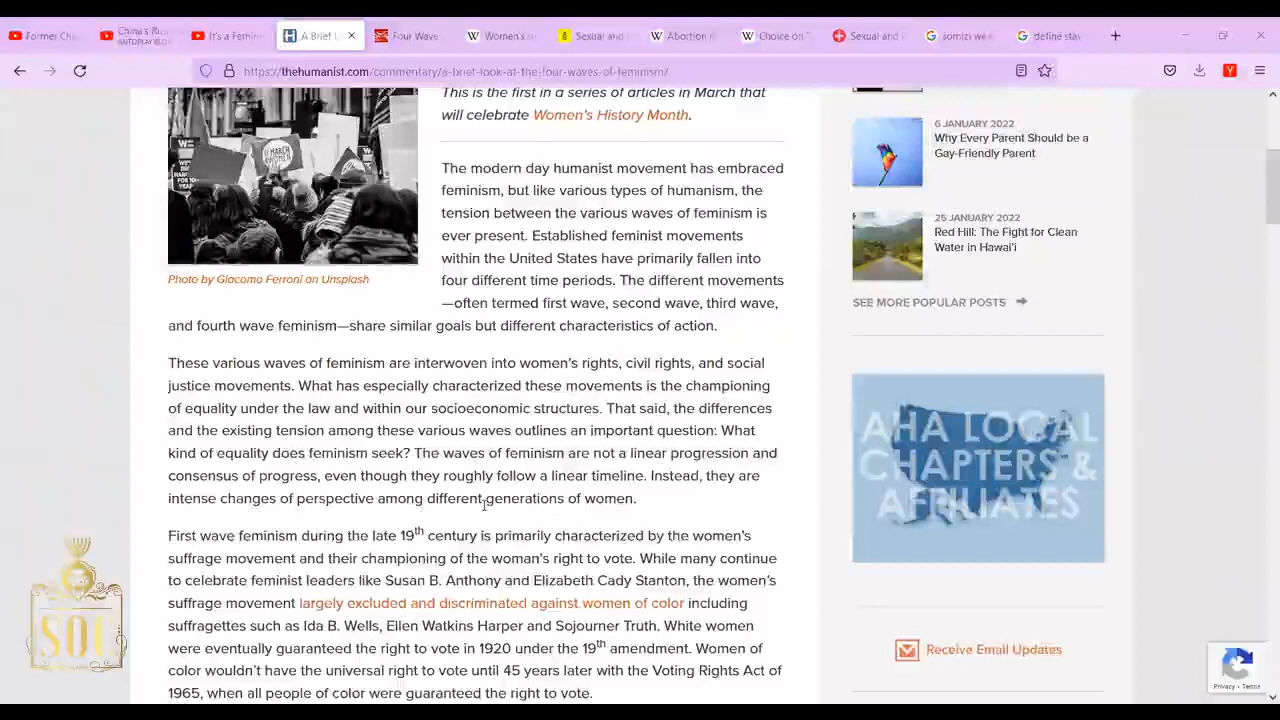 Former Ch
China's Ri
AUTOPLAY BLO
It's a Femin
A Brief L
Four Wave
Women's s
Sexual and
Abortion r
Choice on T
Sexual and R
somizi we
define sta
https://thehumanist.com/commentary/a-brief-look-at-the-four-waves-of-feminism/
This is the first in a series of articles in March that
will celebrate Women's History Month.
The modern day humanist movement has embraced
feminism, but like various types of humanism, the
tension between the various waves of feminism is
ever present. Established feminist movements
within the United States have primarily fallen into
four different time periods. The different movements
—often termed first wave, second wave, third wave,
and fourth wave feminism—share similar goals but different characteristics of action.
Photo by Giacomo Ferroni on Unsplash
These various waves of feminism are interwoven into women's rights, civil rights, and social
justice movements. What has especially characterized these movements is the championing
of equality under the law and within our socioeconomic structures. That said, the differences
and the existing tension among these various waves outlines an important question: What
kind of equality does feminism seek? The waves of feminism are not a linear progression and
consensus of progress, even though they roughly follow a linear timeline. Instead, they are
intense changes of perspective among different generations of women.
First wave feminism during the late 19th century is primarily characterized by the women's
suffrage movement and their championing of the woman's right to vote. While many continue
to celebrate feminist leaders like Susan B. Anthony and Elizabeth Cady Stanton, the women's
suffrage movement largely excluded and discriminated against women of color including
suffragettes such as Ida B. Wells, Ellen Watkins Harper and Sojourner Truth. White women
were eventually guaranteed the right to vote in 1920 under the 19th amendment. Women of
color wouldn't have the universal right to vote until 45 years later with the Voting Rights Act of
1965, when all people of color were guaranteed the right to vote.
6 JANUARY 2022
Why Every Parent Should be a
Gay-Friendly Parent
25 JANUARY 2022
Red Hill: The Fight for Clean
Water in Hawai'i
SEE MORE POPULAR POSTS
AHA LOCAL
CHAPTERS &
AFFILIATES
Receive Email Updates
Privacy - Terms
SOC